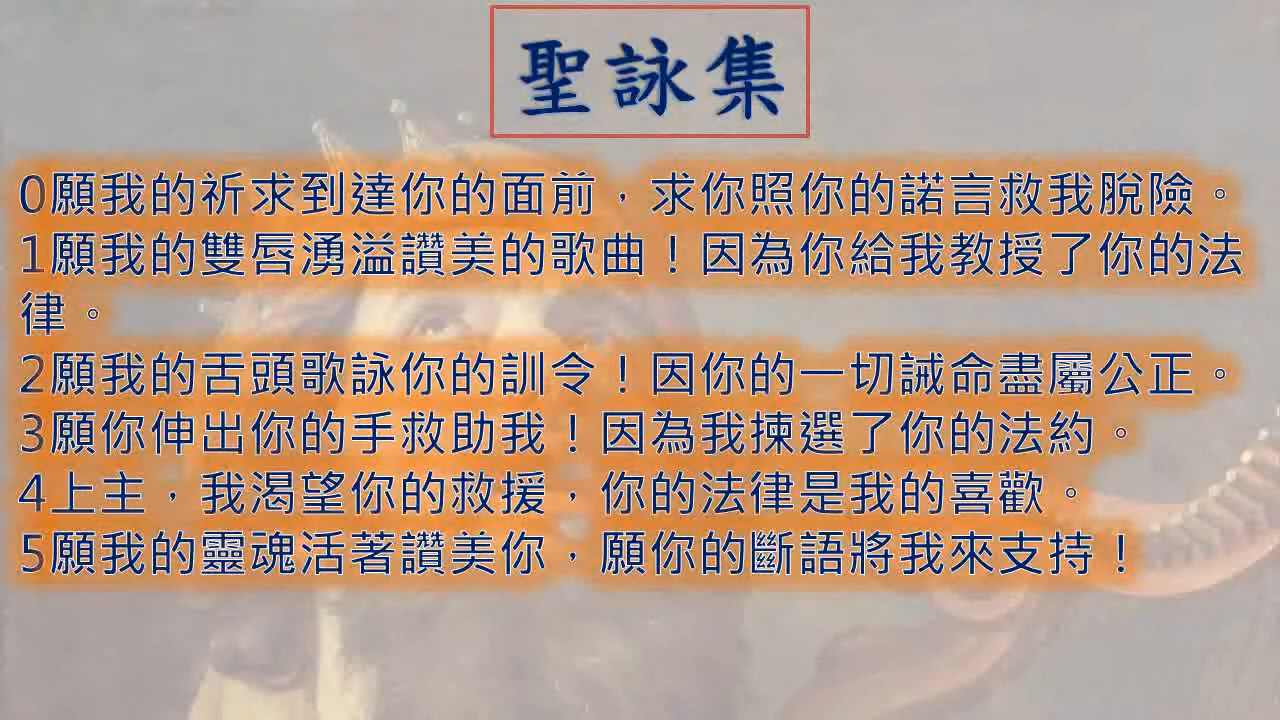 聖詠集
0願我的祈求到達你的面前，求你照你的諾言救我脫險。
1願我的雙唇湧溢讚美的歌曲！因為你給我教授了你的法
律。
2願我的舌頭歌詠你的訓令！因你的一切誡命盡屬公正。
3願你伸出你的手救助我！因為我揀選了你的法約。
4上主，我渴望你的救援，你的法律是我的喜歡。
5願我的靈魂活著讚美你，願你的斷語將我來支持！